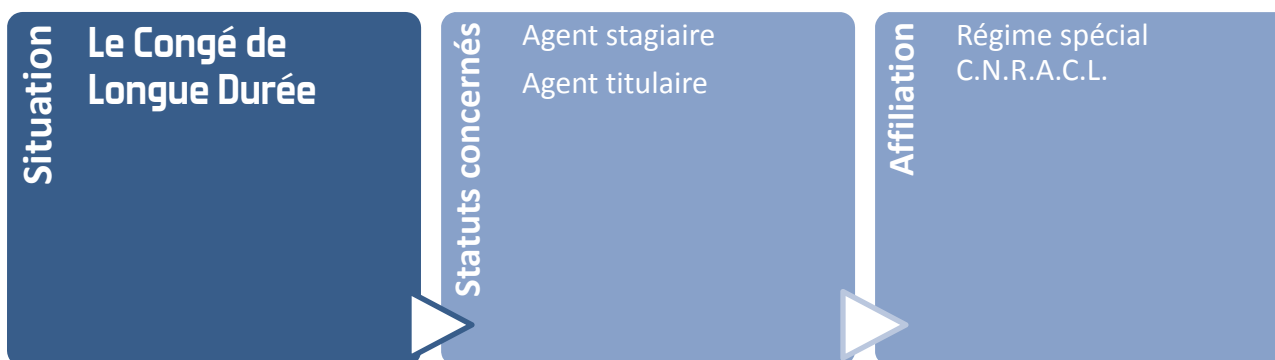 Situation
Le Congé de
Longue Durée
Statuts concernés
Agent stagiaire
Agent titulaire
Affiliation
Régime spécial
C.N.R.A.C.L.